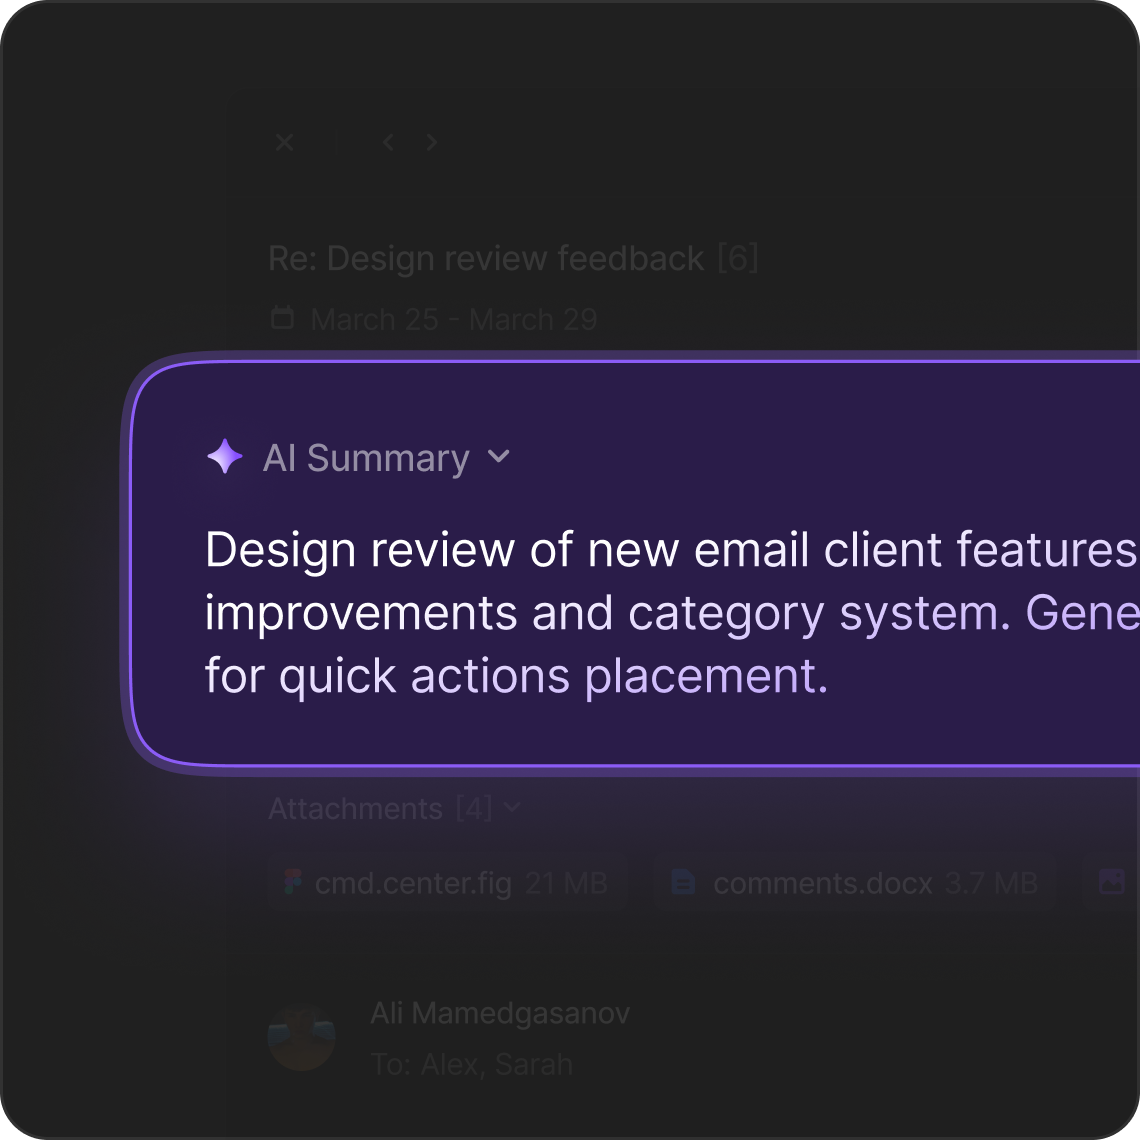 Re: Design review feedback [6]
March 25 - March 29
AI Summary
Design review of new email client features
improvements and category system. Gene
for quick actions placement.
Attachments [4]
cmd.center.fig 21 MB comments.docx 3.7 MB
Ali Mamedgasanov
To: Alex, Sarah